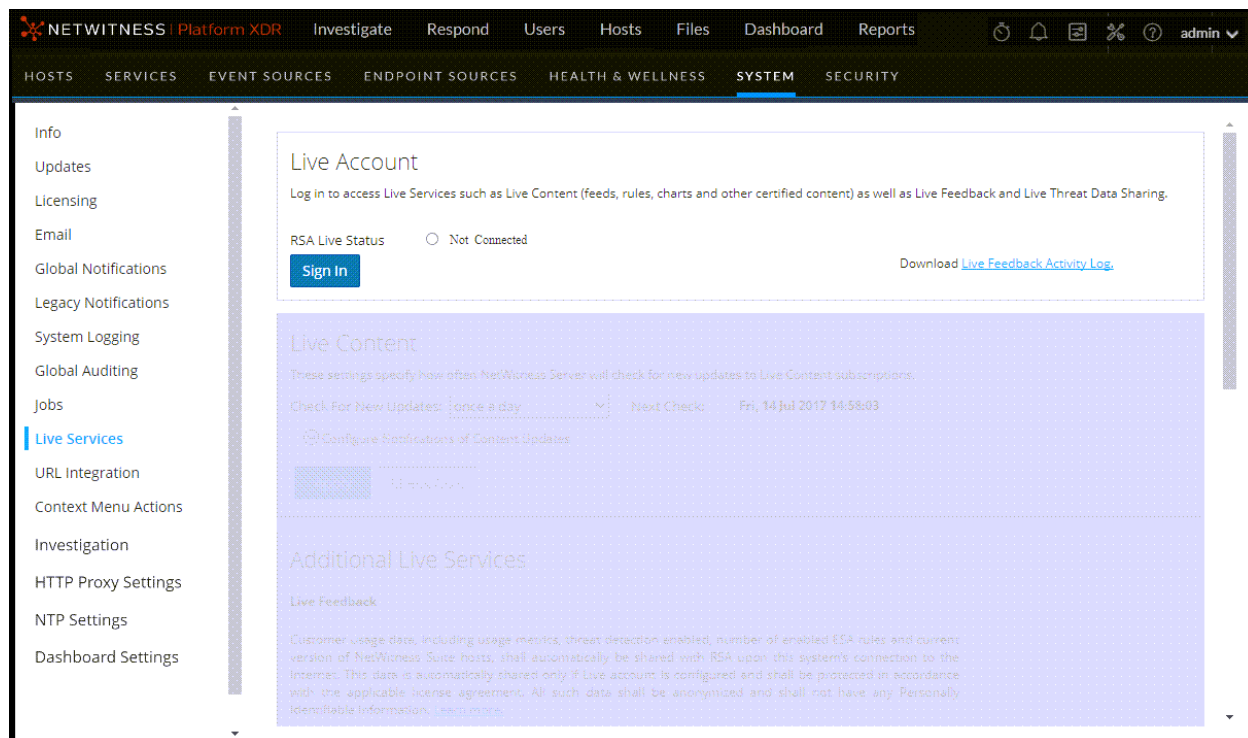 NETWITNESS | Platform XDR Investigate Respond Users Hosts Files Dashboard Reports admin
HOSTS SERVICES EVENT SOURCES ENDPOINT SOURCES HEALTH & WELLNESS SYSTEM SECURITY
Info
Updates
Licensing
Email
Global Notifications
Legacy Notifications
System Logging
Global Auditing
Jobs
Live Services
URL Integration
Context Menu Actions
Investigation
HTTP Proxy Settings
NTP Settings
Dashboard Settings
Live Account
Log in to access Live Services such as Live Content (feeds, rules, charts and other certified content) as well as Live Feedback and Live Threat Data Sharing.
RSA Live Status Not Connected
Sign In
Download Live Feedback Activity Log.
Live Content
These settings specify how often NetWitness Server will check for new updates to Live Content subscriptions.
Check For New Updates: once a day Next Check: Fri, 14 Jul 2017 14:58:03
Configure Notifications of Content Updates
Additional Live Services
Live Feedback
Customer usage data, including usage metrics, threat detection enabled, number of enabled ESA rules and current
version of NetWitness Suite hosts, shall automatically be shared with RSA upon this system's connection to the
Internet. This data is automatically shared only if Live account is configured and shall be protected in accordance
with the applicable license agreement. All such data shall be anonymized and shall not have any Personally
Identifiable Information. Learn more.